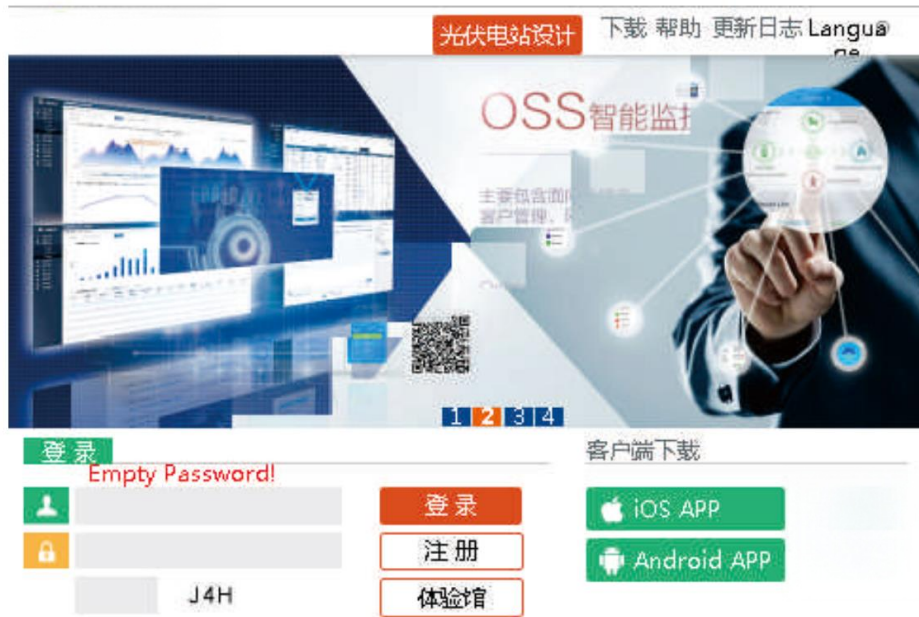 光伏电站设计 下载 帮助 更新日志 Langua
ge
OSS智能监控
主要包含面向
客户管理、
1 2 3 4
登录
客户端下载
Empty Password!
登录
iOS APP
注册
Android APP
J4H
体验馆